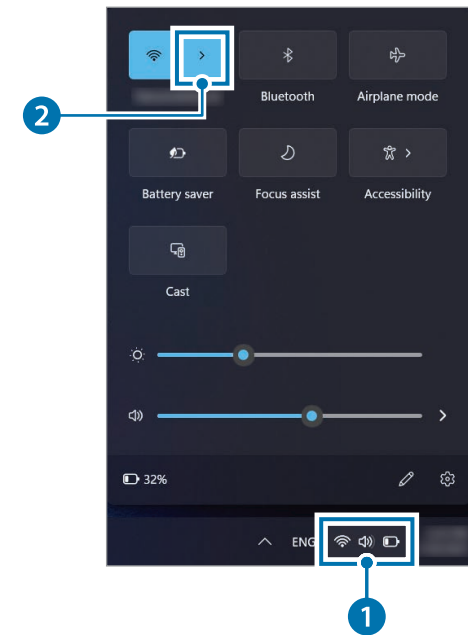 2
Bluetooth
Airplane mode
Battery saver
Focus assist
Accessibility
Cast
32%
ENG
1